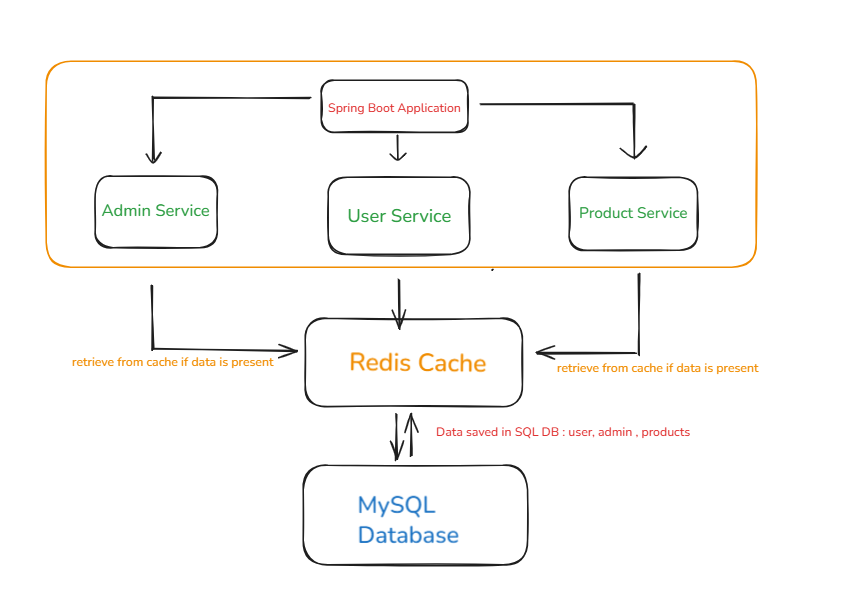 Spring Boot Application
Admin Service
User Service
Product Service
Redis Cache
retrieve from cache if data is present
retrieve from cache if data is present
Data saved in SQL DB : user, admin , products
MySQL
Database